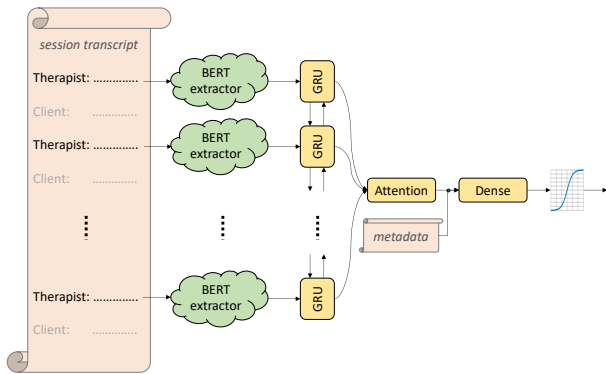 session transcript
Therapist: .............
BERT
extractor
GRU
Client: .............
Therapist: .............
BERT
extractor
GRU
Client: .............
Attention
Dense
metadata
Therapist: .............
BERT
extractor
GRU
Client: .............